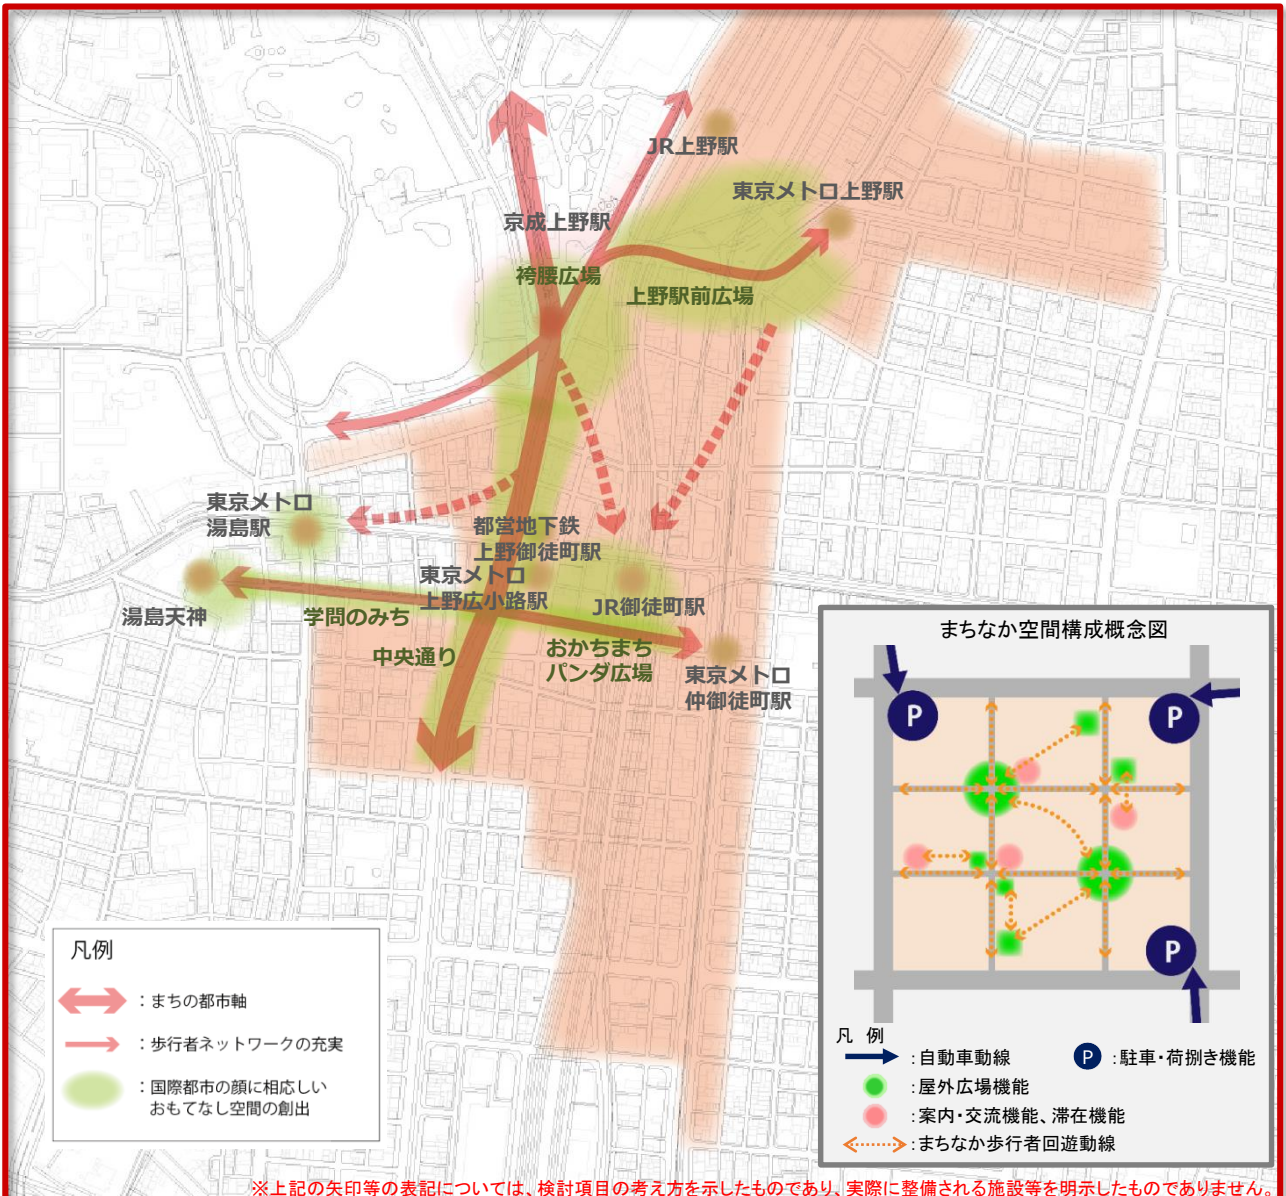 JR上野駅
東京メトロ上野駅
京成上野駅
袴腰広場
上野駅前広場
東京メトロ
湯島駅
都営地下鉄
上野御徒町駅
東京メトロ
上野広小路駅
JR御徒町駅
湯島天神
学問のみち
中央通り
おかちまち
パンダ広場
東京メトロ
仲御徒町駅
凡例
：まちの都市軸
：歩行者ネットワークの充実
：国際都市の顔に相応しい
おもてなし空間の創出
まちなか空間構成概念図
P
P
P
凡 例
：自動車動線
P ：駐車・荷捌き機能
：屋外広場機能
：案内・交流機能、滞在機能
：まちなか歩行者回遊動線
※上記の矢印等の表記については、検討項目の考え方を示したものであり、実際に整備される施設等を明示したものでありません。